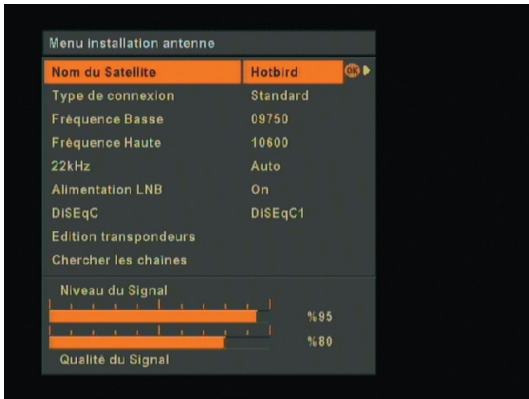 Menu installation antenne
Nom du Satellite Hotbird OK
Type de connexion Standard
Fréquence Basse 09750
Fréquence Haute 10600
22kHz Auto
Alimentation LNB On
DiSEqC DiSEqC1
Edition transpondeurs
Chercher les chaines
Niveau du Signal
%95
%80
Qualité du Signal